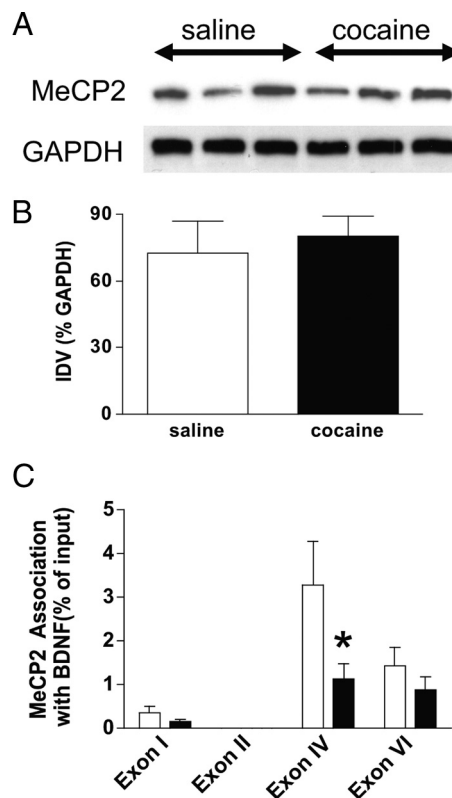 A
saline cocaine
MeCP2
GAPDH
B
IDV (% GAPDH)
90
60
30
0
saline cocaine
C
MeCP2 Association
with BDNF(% of input)
5
4
3
2
1
0
*
Exon I Exon II Exon IV Exon VI